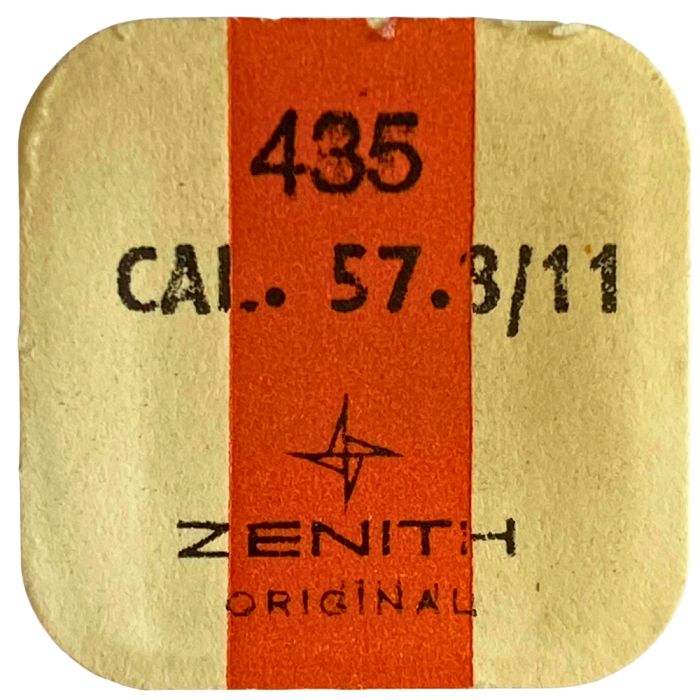 435
CAL. 57.3/11
ZENITH
ORIGINAL